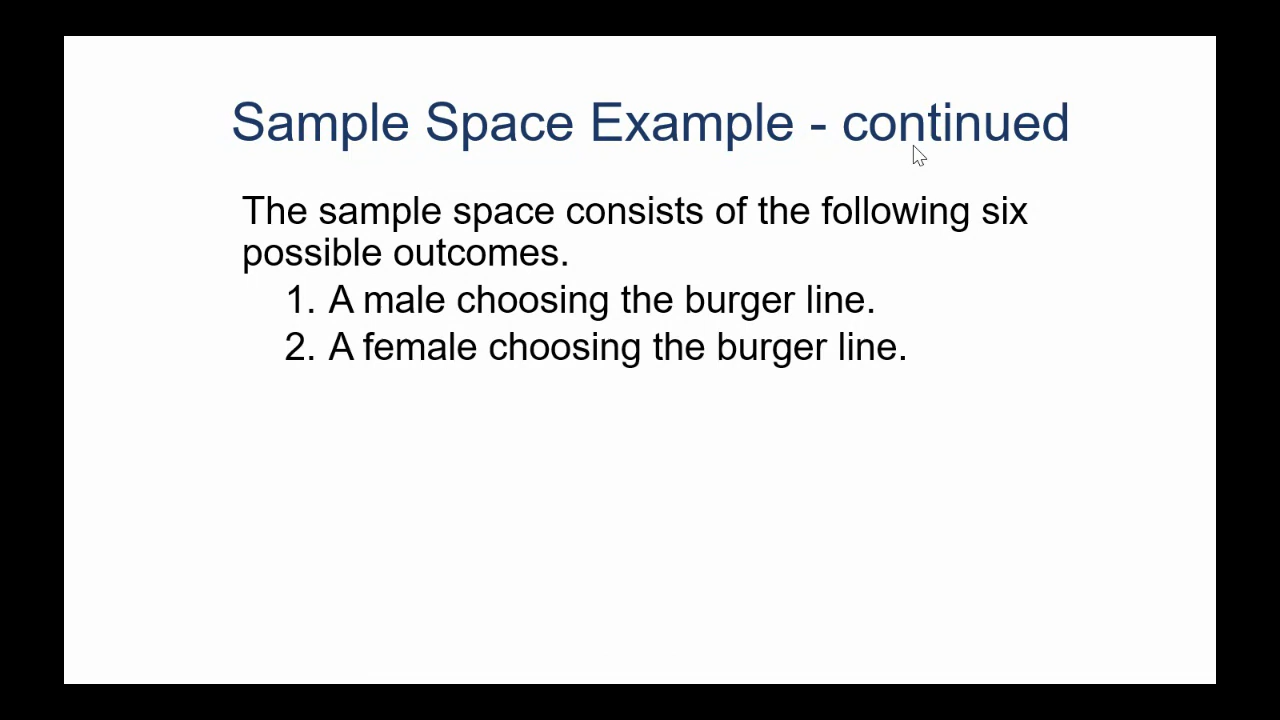 Sample Space Example - continued
The sample space consists of the following six
possible outcomes.
1. A male choosing the burger line.
2. A female choosing the burger line.